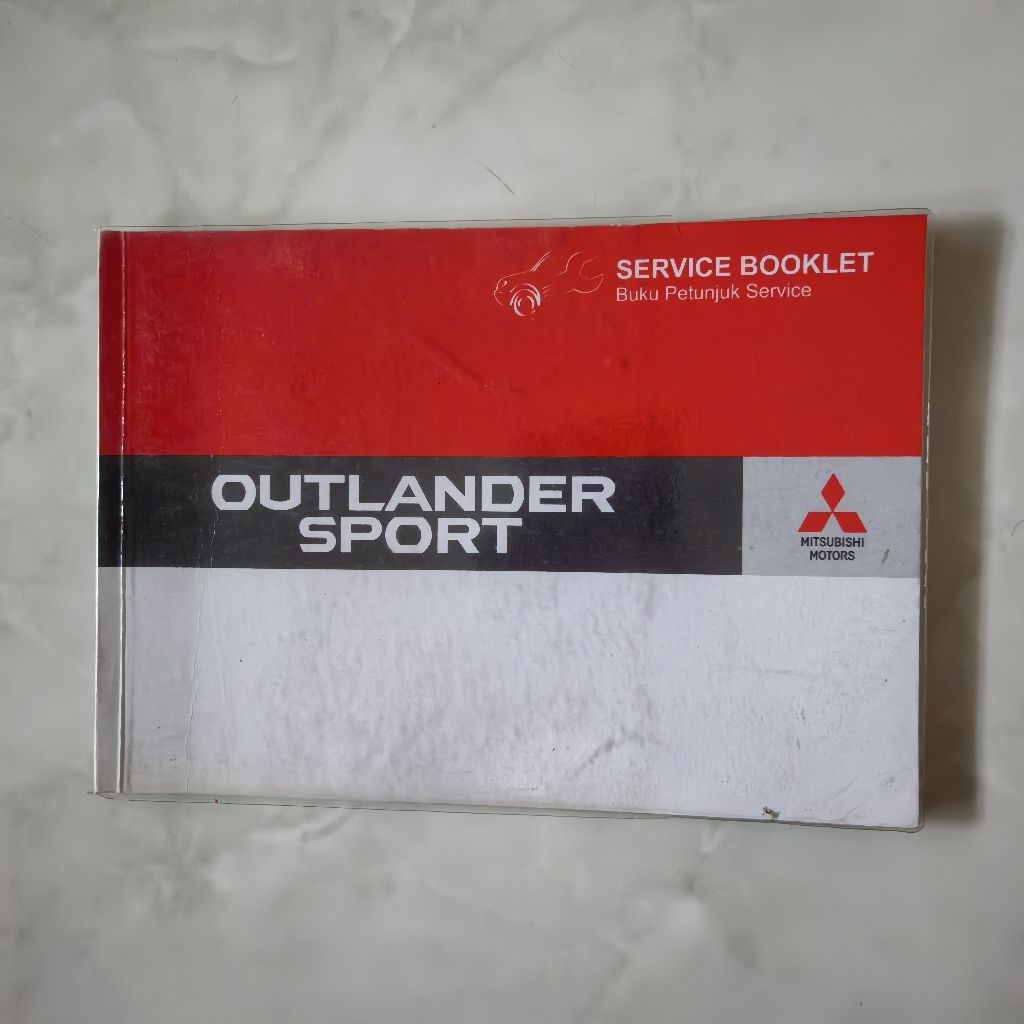 SERVICE BOOKLET
Buku Petunjuk Service
OUTLANDER
SPORT
MITSUBISHI
MOTORS